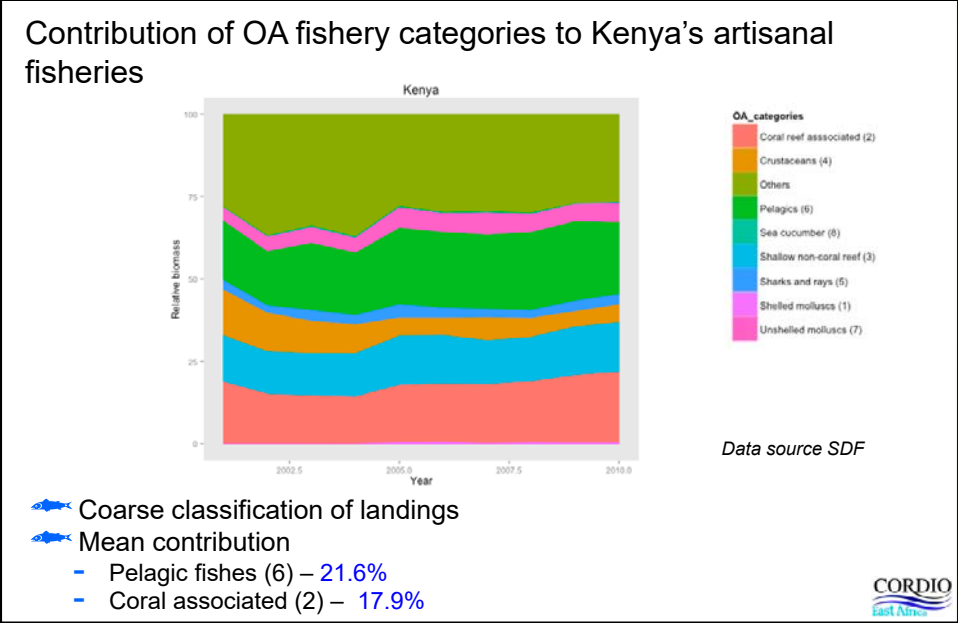 Contribution of OA fishery categories to Kenya's artisanal
fisheries
Kenya
100
75
50
25
0
Relative biomass
2002.5
2005.0
2007.5
2010.0
Year
OA_categories
Coral reef asssociated (2)
Crustaceans (4)
Others
Pelagics (6)
Sea cucumber (8)
Shallow non-coral reef (3)
Sharks and rays (5)
Shelled molluscs (1)
Unshelled molluscs (7)
Data source SDF
Coarse classification of landings
Mean contribution
- Pelagic fishes (6) – 21.6%
- Coral associated (2) – 17.9%
CORDIO
East Africa